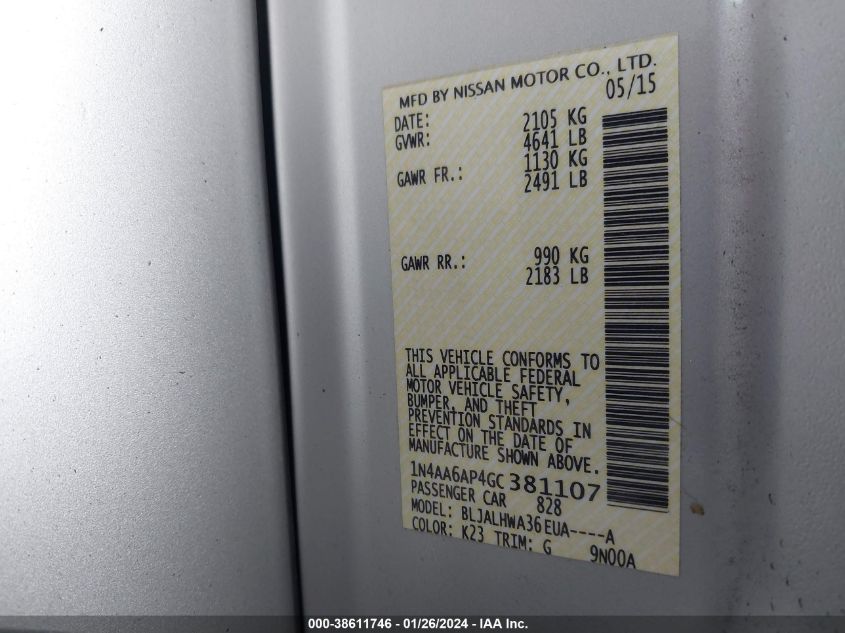 MFD BY NISSAN MOTOR CO., LTD.
DATE: 05/15
GVWR: 2105 KG
4641 LB
GAWR FR.: 1130 KG
2491 LB
GAWR RR.: 990 KG
2183 LB
THIS VEHICLE CONFORMS TO
ALL APPLICABLE FEDERAL
MOTOR VEHICLE SAFETY,
BUMPER, AND THEFT
PREVENTION STANDARDS IN
EFFECT ON THE DATE OF
MANUFACTURE SHOWN ABOVE.
1N4AA6AP4GC381107
PASSENGER CAR 828
MODEL: BLJALHWA36EUA----A
COLOR: K23 TRIM: G 9N00A
000-38611746 - 01/26/2024 - IAA Inc.